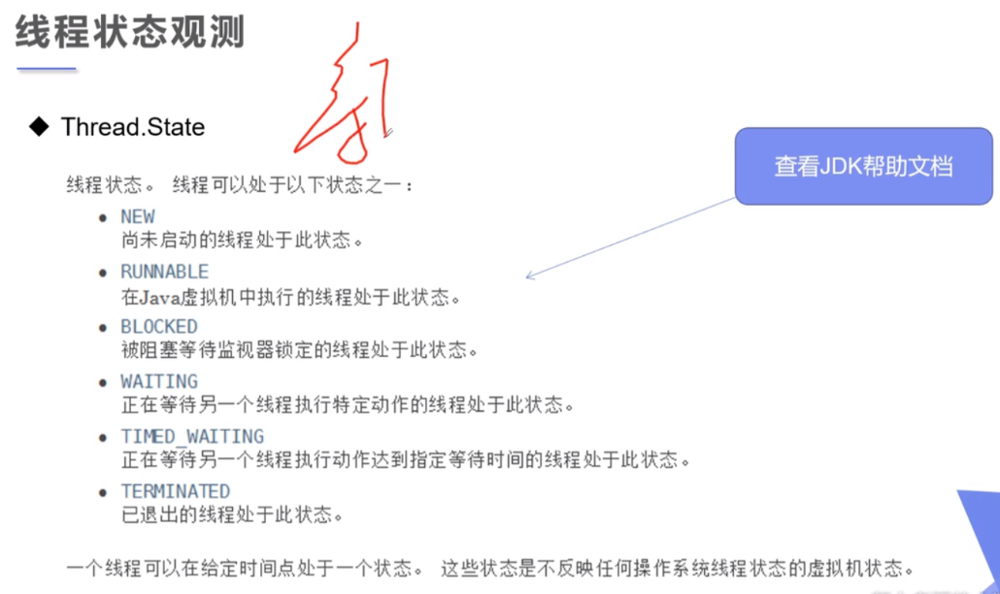 线程状态观测
Thread.State
查看JDK帮助文档
线程状态。 线程可以处于以下状态之一:
NEW
尚未启动的线程处于此状态。
RUNNABLE
在Java虚拟机中执行的线程处于此状态。
BLOCKED
被阻塞等待监视器锁定的线程处于此状态。
WAITING
正在等待另一个线程执行特定动作的线程处于此状态。
TIMED_WAITING
正在等待另一个线程执行动作达到指定等待时间的线程处于此状态。
TERMINATED
已退出的线程处于此状态。
一个线程可以在给定时间点处于一个状态。 这些状态是不反映任何操作系统线程状态的虚拟机状态。